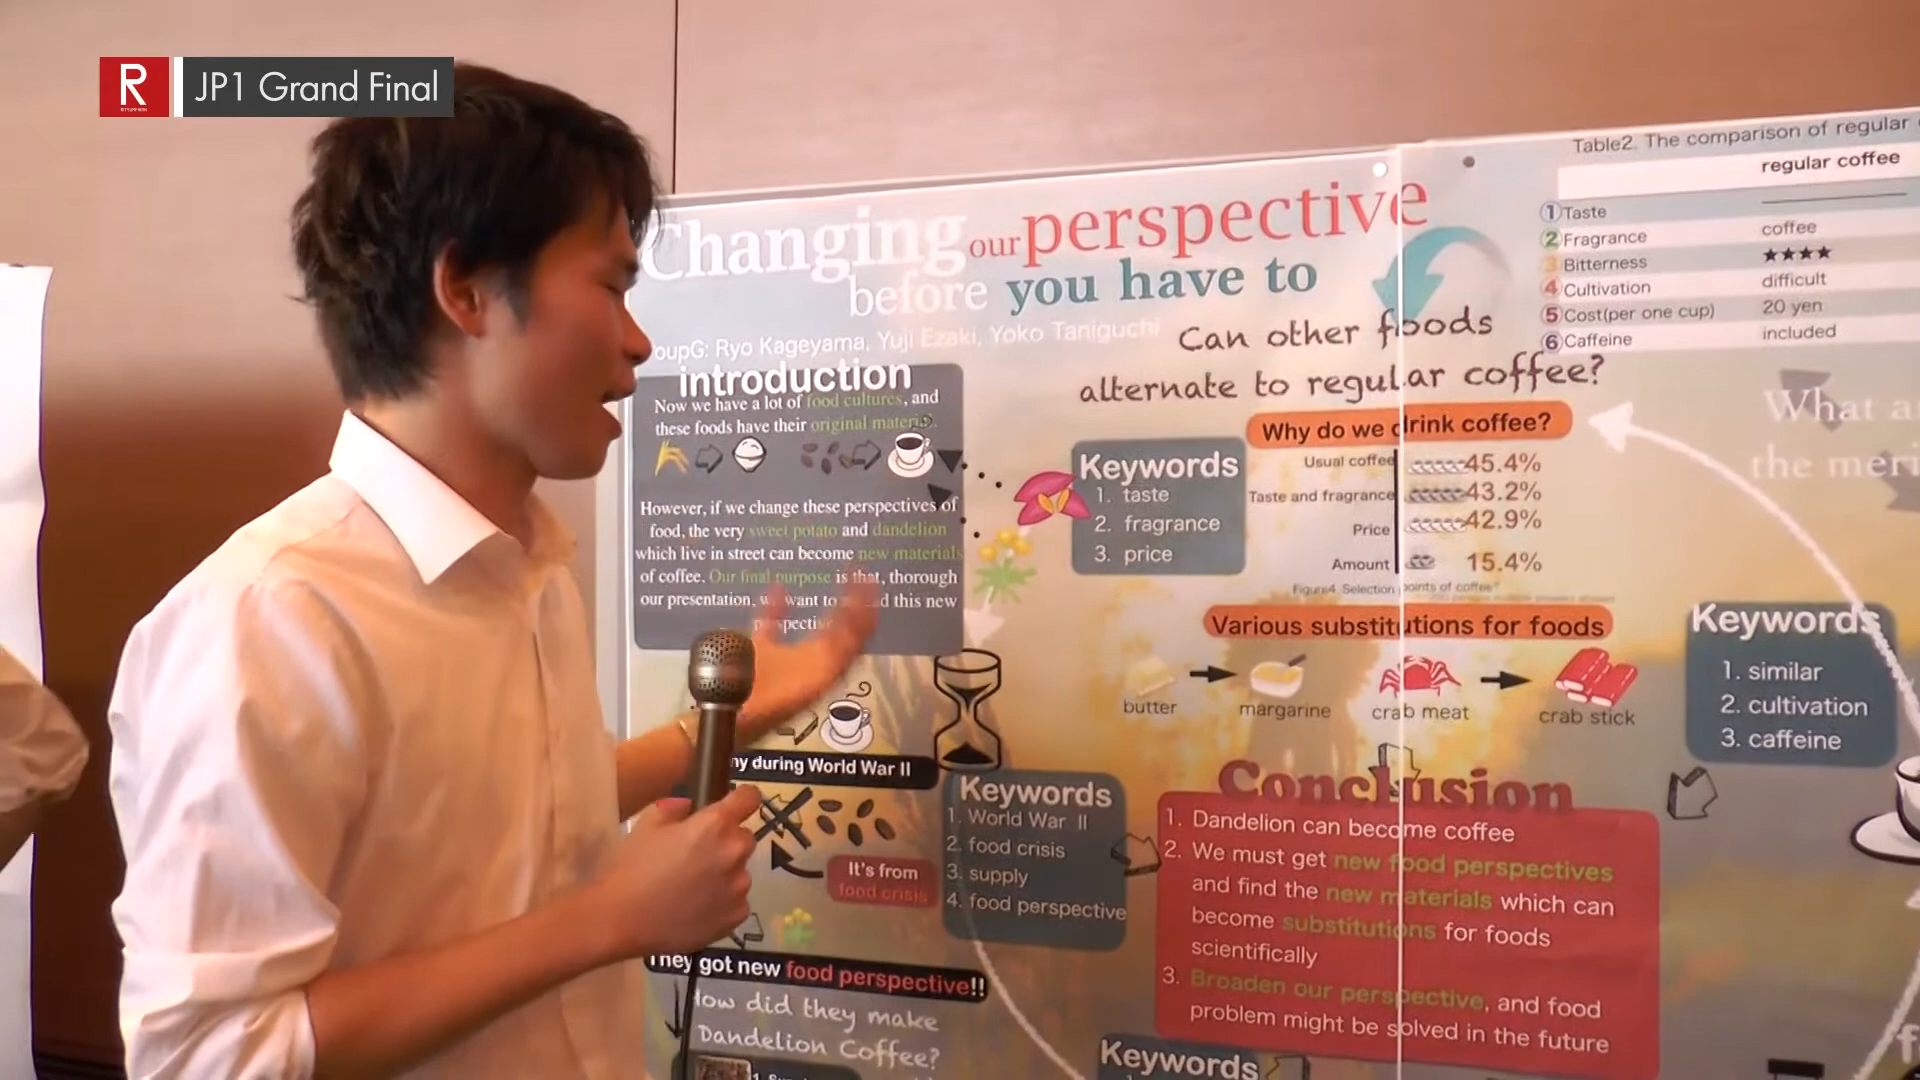 R
JP1 Grand Final
Changing our perspective
before you have to
oupG: Ryo Kageyama, Yuji Ezaki, Yoko Taniguchi
introduction
Now we have a lot of food cultures, and
these foods have their original
However, if we change these perspectives of
food, the very sweet potato and dandelion
which live in street can become new materials
of coffee. Our final purpose is that, thorough
our presentation, want to this new
ny during World War II
It's from
food crisis
They got new food perspective!!
How did they make
Dandelion Coffee?
Keywords
1. World War II
2. food crisis
3. supply
4. food perspective
Can other foods
alternate to regular coffee?
Keywords
1. taste
2. fragrance
3. price
Why do we drink coffee?
Usual coffee 45.4%
Taste and fragrance 43.2%
Price 42.9%
Amount 15.4%
Figure4. Selection points of coffee
Various substitutions for foods
butter
margarine
crab meat
crab stick
Conclusion
1. Dandelion can become coffee
2. We must get new food perspectives
and find the new materials which can
become substitutions for foods
scientifically
3. Broaden our perspective, and food
problem might be solved in the future
Keywords
Table2. The comparison of regular
regular coffee
1 Taste
2 Fragrance coffee
3 Bitterness ★★★★
4 Cultivation difficult
5 Cost(per one cup) 20 yen
6 Caffeine included
What a
the meri
Keywords
1. similar
2. cultivation
3. caffeine